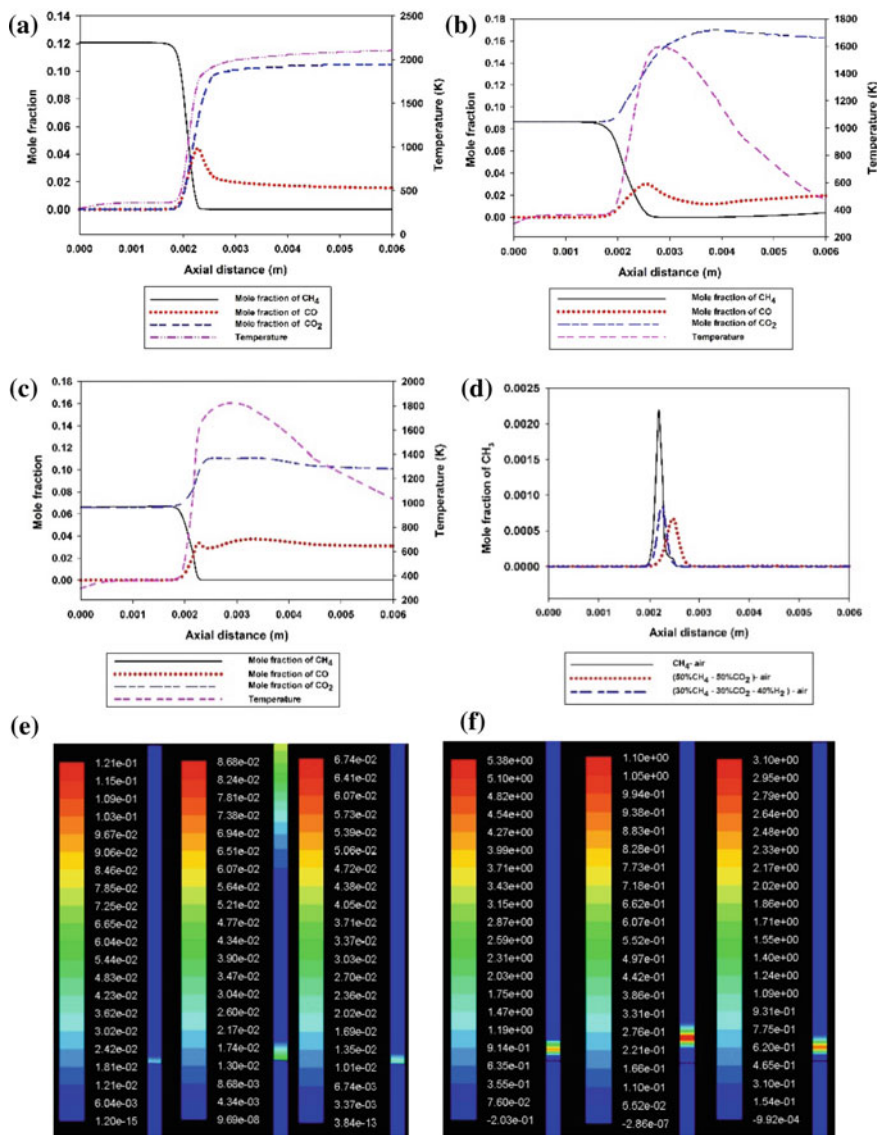 (a)
Mole fraction
0.16
0.14
0.12
0.10
0.08
0.06
0.04
0.02
0.00
2500
2000
1500
1000
500
0
Temperature (K)
0.000 0.001 0.002 0.003 0.004 0.005 0.006
Axial distance (m)
Mole fraction of CH4
Mole fraction of CO
Mole fraction of CO2
Temperature
(b)
Mole fraction
0.18
0.16
0.14
0.12
0.10
0.08
0.06
0.04
0.02
0.00
1800
1600
1400
1200
1000
800
600
400
200
Temperature (K)
0.000 0.001 0.002 0.003 0.004 0.005 0.006
Axial distance (m)
Mole fraction of CH4
Mole fraction of CO
Mole fraction of CO2
Temperature
(c)
Mole fraction
0.18
0.16
0.14
0.12
0.10
0.08
0.06
0.04
0.02
0.00
2000
1800
1600
1400
1200
1000
800
600
400
200
Temperature (K)
0.000 0.001 0.002 0.003 0.004 0.005 0.006
Axial distance (m)
Mole fraction of CH4
Mole fraction of CO
Mole fraction of CO2
Temperature
(d)
Mole fraction of CH3
0.0025
0.0020
0.0015
0.0010
0.0005
0.0000
0.000 0.001 0.002 0.003 0.004 0.005 0.006
Axial distance (m)
CH4- air
(50%CH4 - 50%CO2)- air
(30%CH4 - 30%CO2 - 40%H2) - air
(e)
1.21e-01 8.68e-02 6.74e-02
1.15e-01 8.24e-02 6.41e-02
1.09e-01 7.81e-02 6.07e-02
1.03e-01 7.38e-02 5.73e-02
9.67e-02 6.94e-02 5.39e-02
9.06e-02 6.51e-02 5.06e-02
8.46e-02 6.07e-02 4.72e-02
7.85e-02 5.64e-02 4.38e-02
7.25e-02 5.21e-02 4.05e-02
6.65e-02 4.77e-02 3.71e-02
6.04e-02 4.34e-02 3.37e-02
5.44e-02 3.90e-02 3.03e-02
4.83e-02 3.47e-02 2.70e-02
4.23e-02 3.04e-02 2.36e-02
3.62e-02 2.60e-02 2.02e-02
3.02e-02 2.17e-02 1.69e-02
2.42e-02 1.74e-02 1.35e-02
1.81e-02 1.30e-02 1.01e-02
1.21e-02 8.68e-03 6.74e-03
6.04e-03 4.34e-03 3.37e-03
1.20e-15 9.69e-08 3.84e-13
(f)
5.38e+00 1.10e+00 3.10e+00
5.10e+00 1.05e+00 2.95e+00
4.82e+00 9.94e-01 2.79e+00
4.54e+00 9.38e-01 2.64e+00
4.27e+00 8.83e-01 2.48e+00
3.99e+00 8.28e-01 2.33e+00
3.71e+00 7.73e-01 2.17e+00
3.43e+00 7.18e-01 2.02e+00
3.15e+00 6.62e-01 1.86e+00
2.87e+00 6.07e-01 1.71e+00
2.59e+00 5.52e-01 1.55e+00
2.31e+00 4.97e-01 1.40e+00
2.03e+00 4.42e-01 1.24e+00
1.75e+00 3.86e-01 1.09e+00
1.47e+00 3.31e-01 9.31e-01
1.19e+00 2.76e-01 7.75e-01
9.14e-01 2.21e-01 6.20e-01
6.35e-01 1.66e-01 4.65e-01
3.55e-01 1.10e-01 3.10e-01
7.60e-02 5.52e-02 1.54e-01
-2.03e-01 -2.86e-07 -9.92e-04